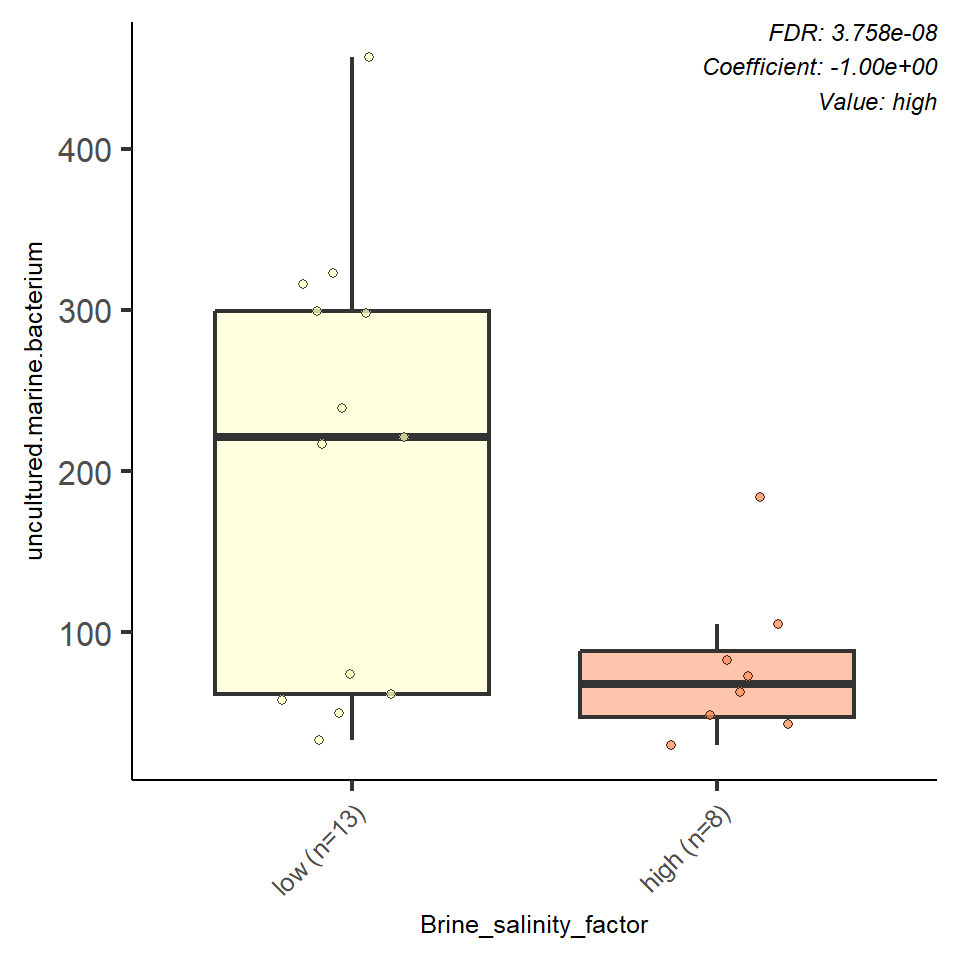 FDR: 3.758e-08
Coefficient: -1.00e+00
Value: high
uncultured.marine.bacterium
400
300
200
100
low (n=13)
high (n=8)
Brine_salinity_factor